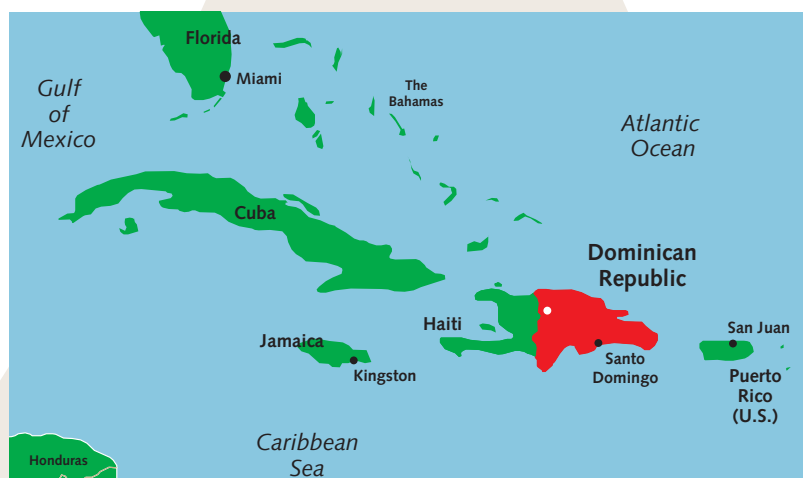 Florida
Miami
Gulf
of
Mexico
The
Bahamas
Atlantic
Ocean
Cuba
Dominican
Republic
Haiti
San Juan
Jamaica
Kingston
Santo
Domingo
Puerto
Rico
(U.S.)
Caribbean
Sea
Honduras